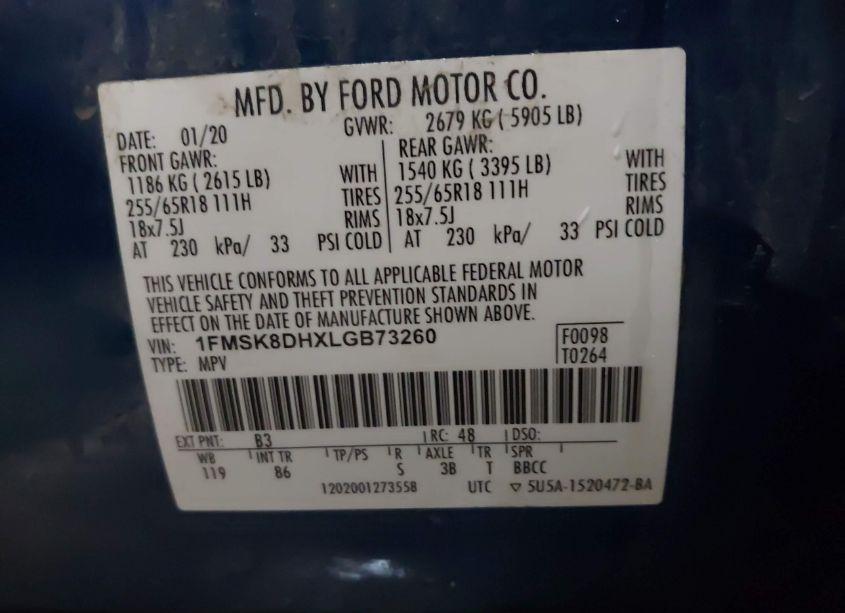 MFD. BY FORD MOTOR CO.
DATE: 01/20 GVWR: 2679 KG ( 5905 LB)
FRONT GAWR: REAR GAWR:
1186 KG ( 2615 LB) WITH 1540 KG ( 3395 LB) WITH
255/65R18 111H TIRES 255/65R18 111H TIRES
18x7.5J RIMS 18x7.5J RIMS
AT 230 kPa/ 33 PSI COLD AT 230 kPa/ 33 PSI COLD
THIS VEHICLE CONFORMS TO ALL APPLICABLE FEDERAL MOTOR
VEHICLE SAFETY AND THEFT PREVENTION STANDARDS IN
EFFECT ON THE DATE OF MANUFACTURE SHOWN ABOVE.
VIN: 1FMSK8DHXLGB73260 F0098
TYPE: MPV T0264
EXT PNT: B3 RC: 48 DSO:
WB INT TR TP/PS R AXLE TR SPR
119 86 S 3B T BBCC
1202001273558 UTC ▽ 5U5A-1520472-BA